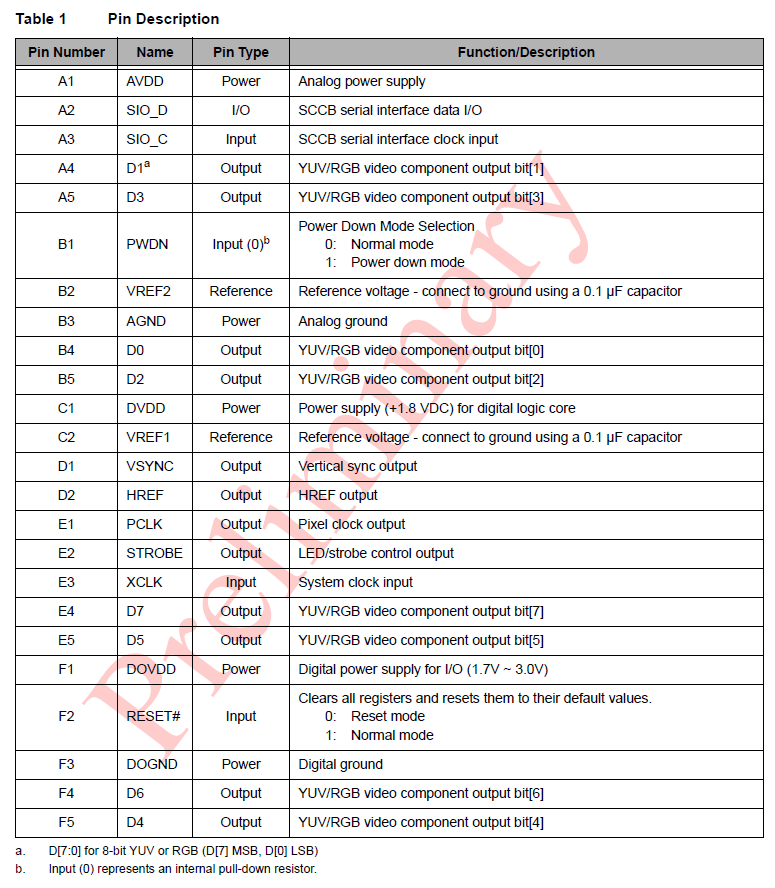 Table 1 Pin Description
Pin Number Name Pin Type Function/Description
A1 AVDD Power Analog power supply
A2 SIO_D I/O SCCB serial interface data I/O
A3 SIO_C Input SCCB serial interface clock input
A4 D1a Output YUV/RGB video component output bit[1]
A5 D3 Output YUV/RGB video component output bit[3]
B1 PWDN Input (0)b Power Down Mode Selection
0: Normal mode
1: Power down mode
B2 VREF2 Reference Reference voltage - connect to ground using a 0.1 µF capacitor
B3 AGND Power Analog ground
B4 D0 Output YUV/RGB video component output bit[0]
B5 D2 Output YUV/RGB video component output bit[2]
C1 DVDD Power Power supply (+1.8 VDC) for digital logic core
C2 VREF1 Reference Reference voltage - connect to ground using a 0.1 µF capacitor
D1 VSYNC Output Vertical sync output
D2 HREF Output HREF output
E1 PCLK Output Pixel clock output
E2 STROBE Output LED/strobe control output
E3 XCLK Input System clock input
E4 D7 Output YUV/RGB video component output bit[7]
E5 D5 Output YUV/RGB video component output bit[5]
F1 DOVDD Power Digital power supply for I/O (1.7V ~ 3.0V)
F2 RESET# Input Clears all registers and resets them to their default values.
0: Reset mode
1: Normal mode
F3 DOGND Power Digital ground
F4 D6 Output YUV/RGB video component output bit[6]
F5 D4 Output YUV/RGB video component output bit[4]
a. D[7:0] for 8-bit YUV or RGB (D[7] MSB, D[0] LSB)
b. Input (0) represents an internal pull-down resistor.
Preliminary